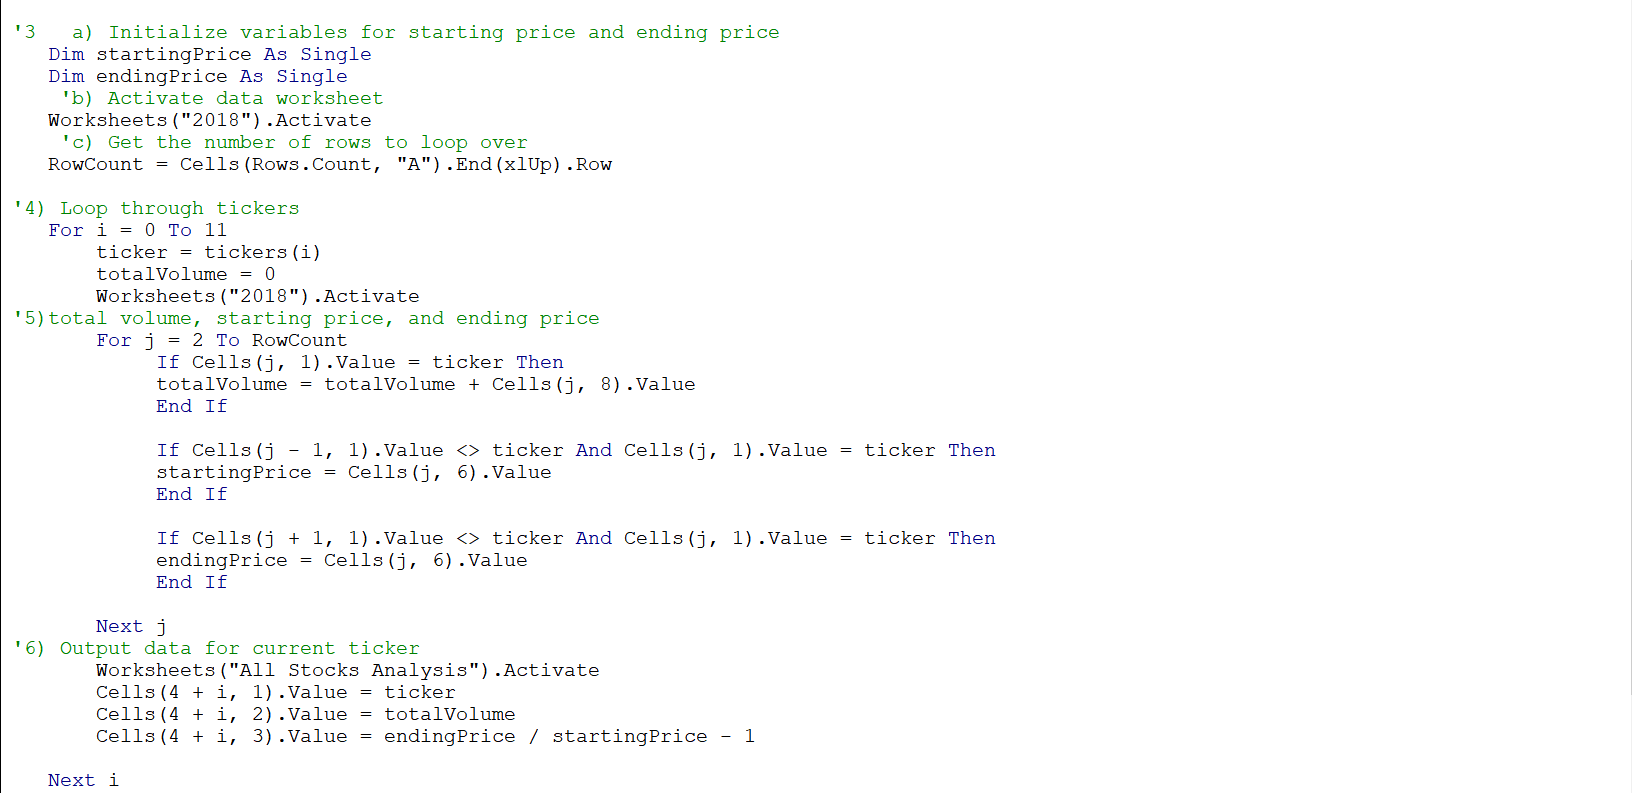 '3   a) Initialize variables for starting price and ending price
   Dim startingPrice As Single
   Dim endingPrice As Single
    'b) Activate data worksheet
   Worksheets("2018").Activate
    'c) Get the number of rows to loop over
   RowCount = Cells(Rows.Count, "A").End(xlUp).Row

'4) Loop through tickers
   For i = 0 To 11
       ticker = tickers(i)
       totalVolume = 0
       Worksheets("2018").Activate
'5)total volume, starting price, and ending price
       For j = 2 To RowCount
            If Cells(j, 1).Value = ticker Then
            totalVolume = totalVolume + Cells(j, 8).Value
            End If

            If Cells(j - 1, 1).Value <> ticker And Cells(j, 1).Value = ticker Then
            startingPrice = Cells(j, 6).Value
            End If

            If Cells(j + 1, 1).Value <> ticker And Cells(j, 1).Value = ticker Then
            endingPrice = Cells(j, 6).Value
            End If

       Next j
'6) Output data for current ticker
       Worksheets("All Stocks Analysis").Activate
       Cells(4 + i, 1).Value = ticker
       Cells(4 + i, 2).Value = totalVolume
       Cells(4 + i, 3).Value = endingPrice / startingPrice - 1

   Next i